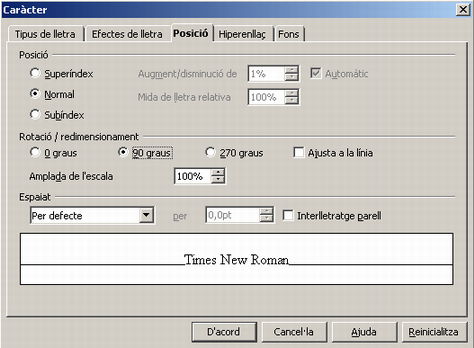 Caràcter
Tipus de lletra Efectes de lletra Posició Hiperenllaç Fons
Posició
Superíndex Augment/disminució de 1% Automàtic
Normal Mida de lletra relativa 100%
Subíndex
Rotació / redimensionament
0 graus 90 graus 270 graus Ajusta a la línia
Amplada de l'escala 100%
Espaiat
Per defecte per 0,0pt Interlletratge parell
Times New Roman
D'acord Cancel·la Ajuda Reinicialitza